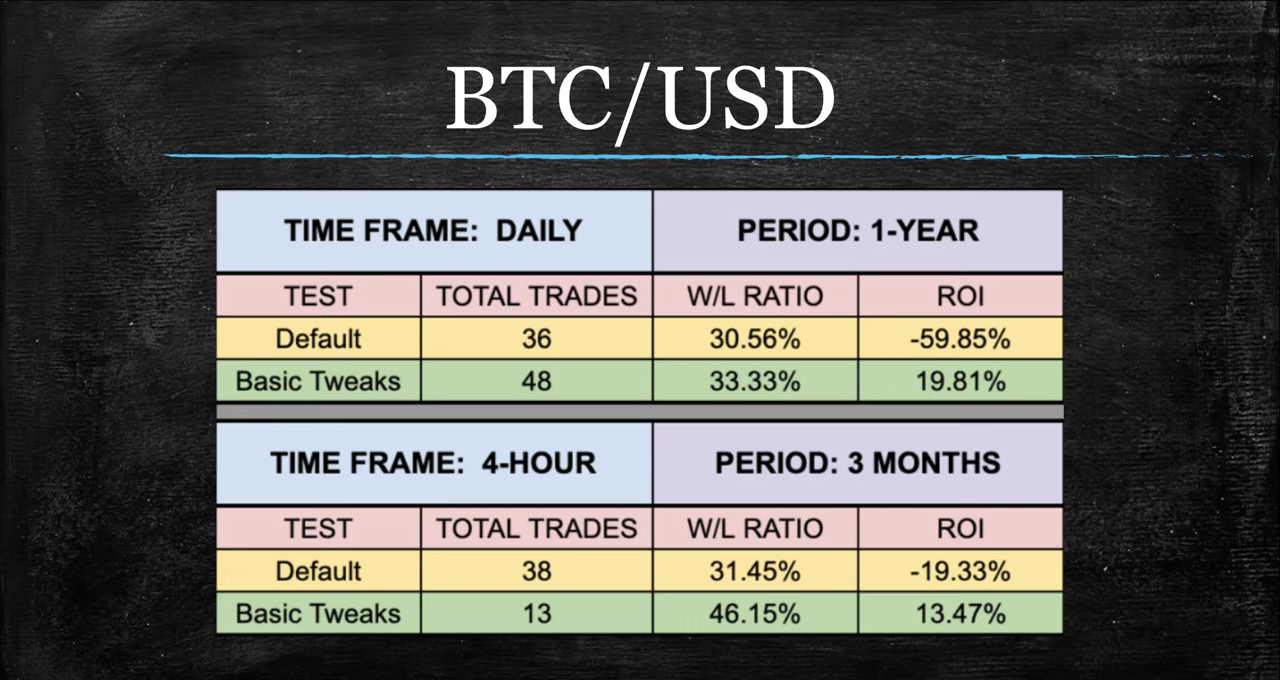 BTC/USD
TIME FRAME: DAILY PERIOD: 1-YEAR
TEST TOTAL TRADES W/L RATIO ROI
Default 36 30.56% -59.85%
Basic Tweaks 48 33.33% 19.81%
TIME FRAME: 4-HOUR PERIOD: 3 MONTHS
TEST TOTAL TRADES W/L RATIO ROI
Default 38 31.45% -19.33%
Basic Tweaks 13 46.15% 13.47%